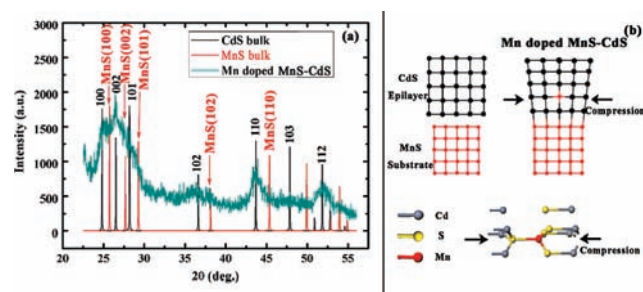 3000
2500
2000
1500
1000
500
0
Intensity (a.u.)
(a)
CdS bulk
MnS bulk
Mn doped MnS-CdS
100
MnS(100)
002
MnS(002)
101
MnS(101)
102
MnS(102)
110
MnS(110)
103
112
20 25 30 35 40 45 50 55
2θ (deg.)
(b)
Mn doped MnS-CdS
CdS
Epilayer
Compression
MnS
Substrate
Cd
S
Mn
Compression